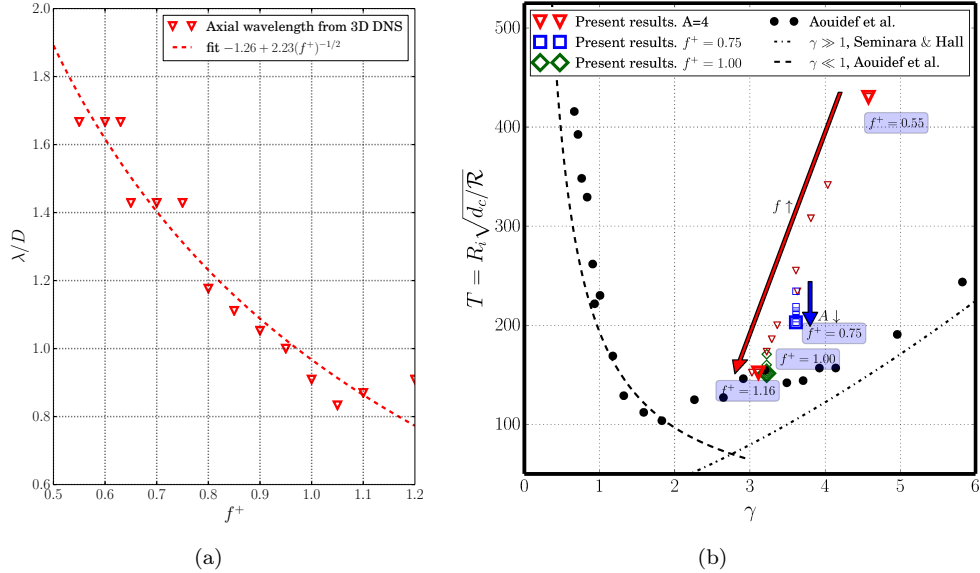 Axial wavelength from 3D DNS
fit −1.26 + 2.23(f⁺)^{−1/2}
2.0
1.8
1.6
1.4
1.2
1.0
0.8
0.6
0.5 0.6 0.7 0.8 0.9 1.0 1.1 1.2
λ/D
f⁺
(a)
Present results. A=4
Present results. f⁺ = 0.75
Present results. f⁺ = 1.00
Aouidef et al.
γ ≫ 1, Seminara & Hall
γ ≪ 1, Aouidef et al.
500
400
300
200
100
0 1 2 3 4 5 6
T = R_i√(d_c/ℛ)
γ
f⁺ = 0.55
f ↑
A ↓
f⁺ = 0.75
f⁺ = 1.00
f⁺ = 1.16
(b)